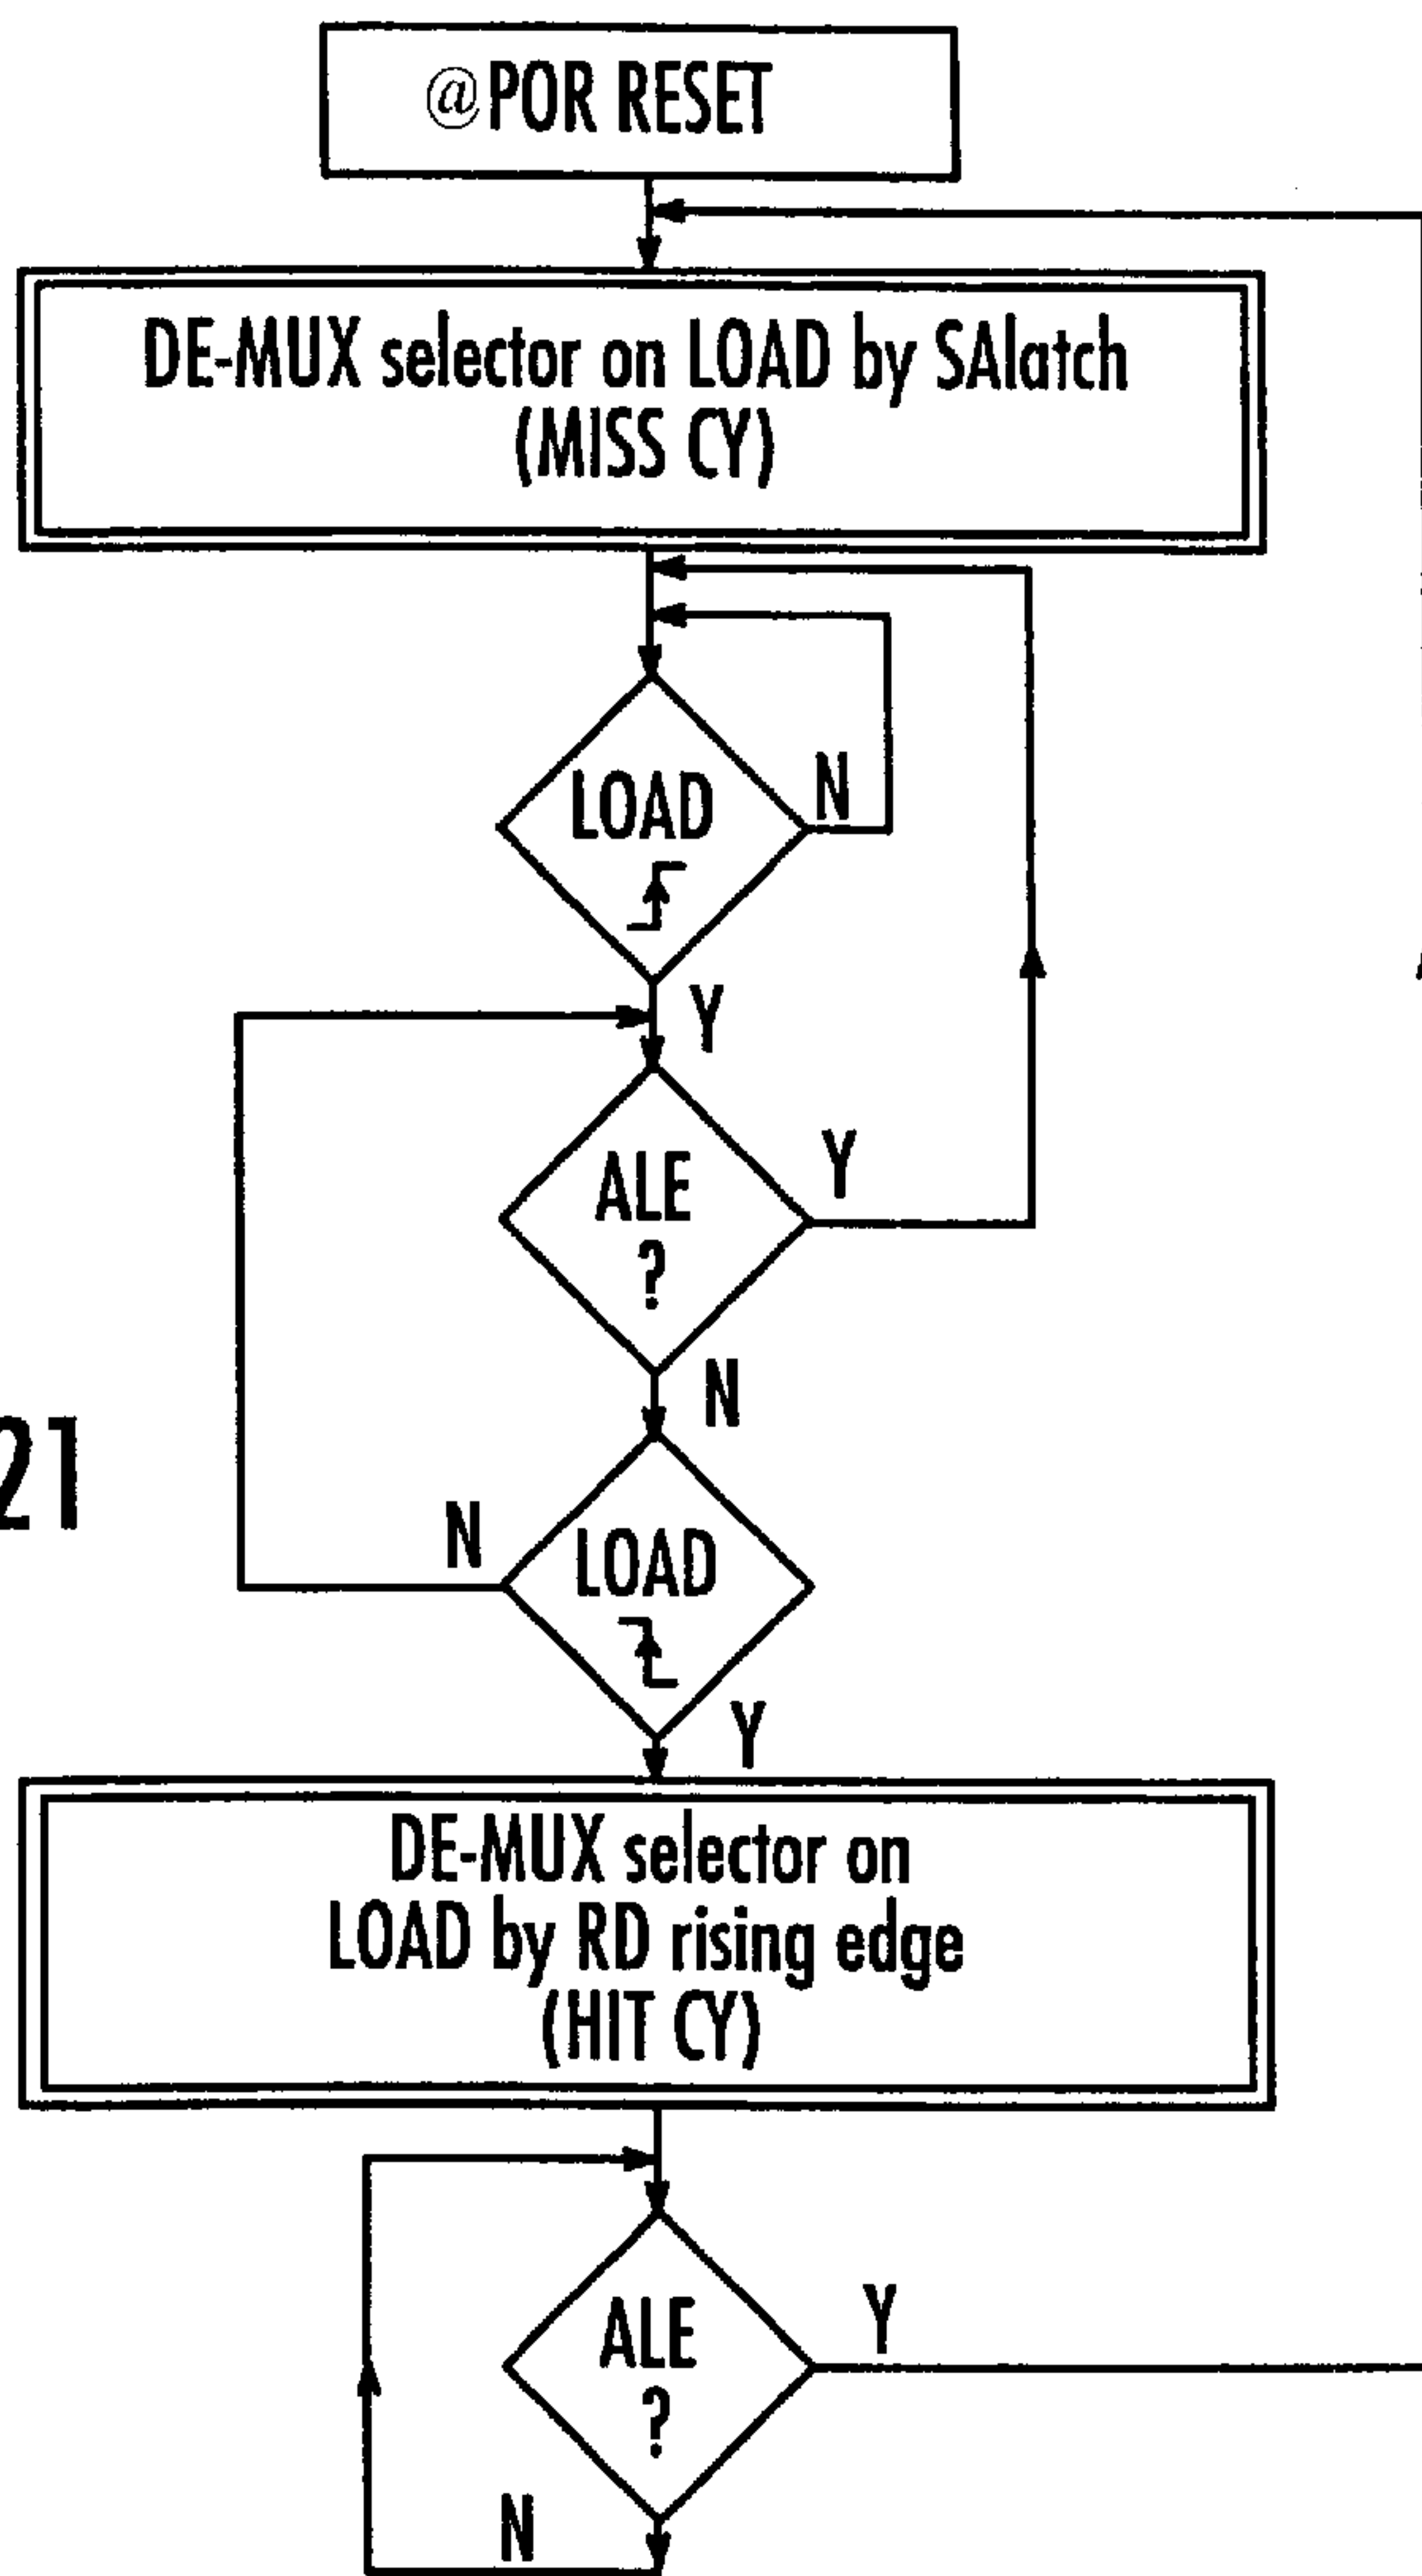 @POR RESET
DE-MUX selector on LOAD by SAlatch
(MISS CY)
LOAD
N
Y
ALE
?
Y
N
21
LOAD
N
Y
DE-MUX selector on
LOAD by RD rising edge
(HIT CY)
ALE
?
Y
N